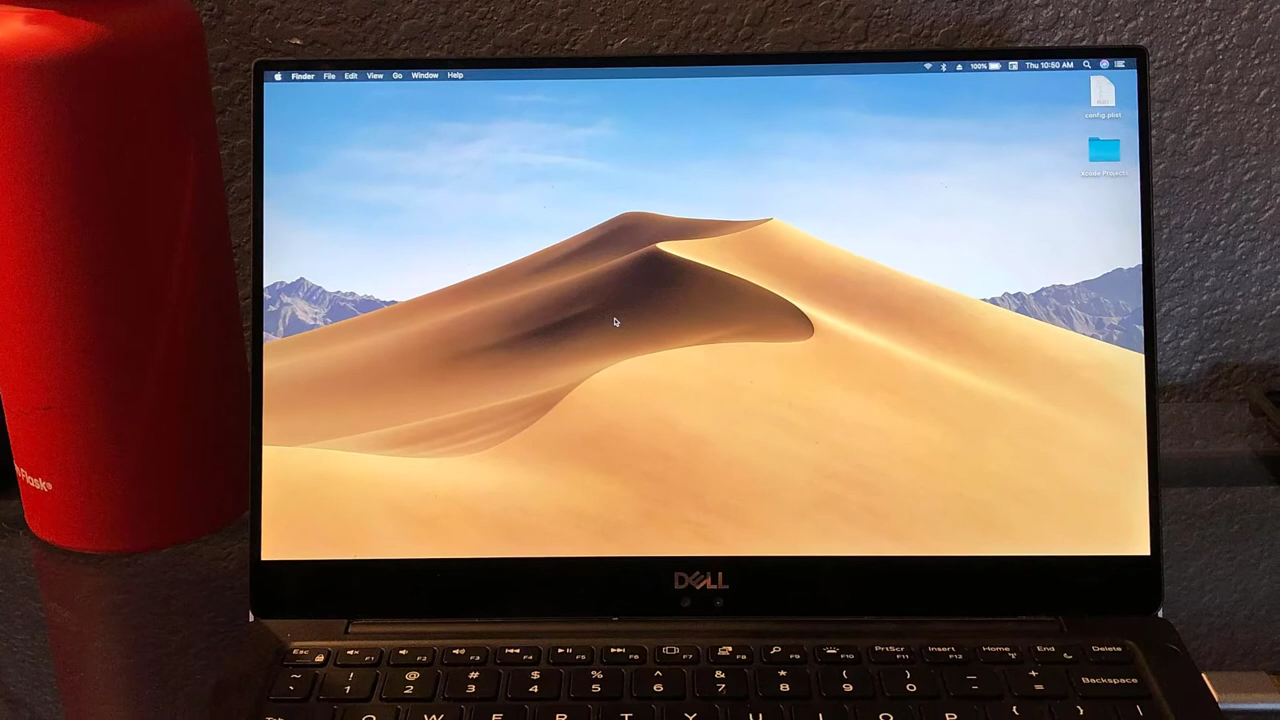 Finder File Edit View Go Window Help
100% Thu 10:50 AM
config.plist
Xcode Projects
Flask®
DELL
Esc F1 F2 F3 F4 F5 F6 F7 F8 F9 F10 PrtScr F11 Insert F12 Home End Delete
~ ` ! 1 @ 2 # 3 $ 4 % 5 ^ 6 & 7 * 8 ( 9 ) 0 _ - + = Backspace
Q W E R T Y U I O P { } |